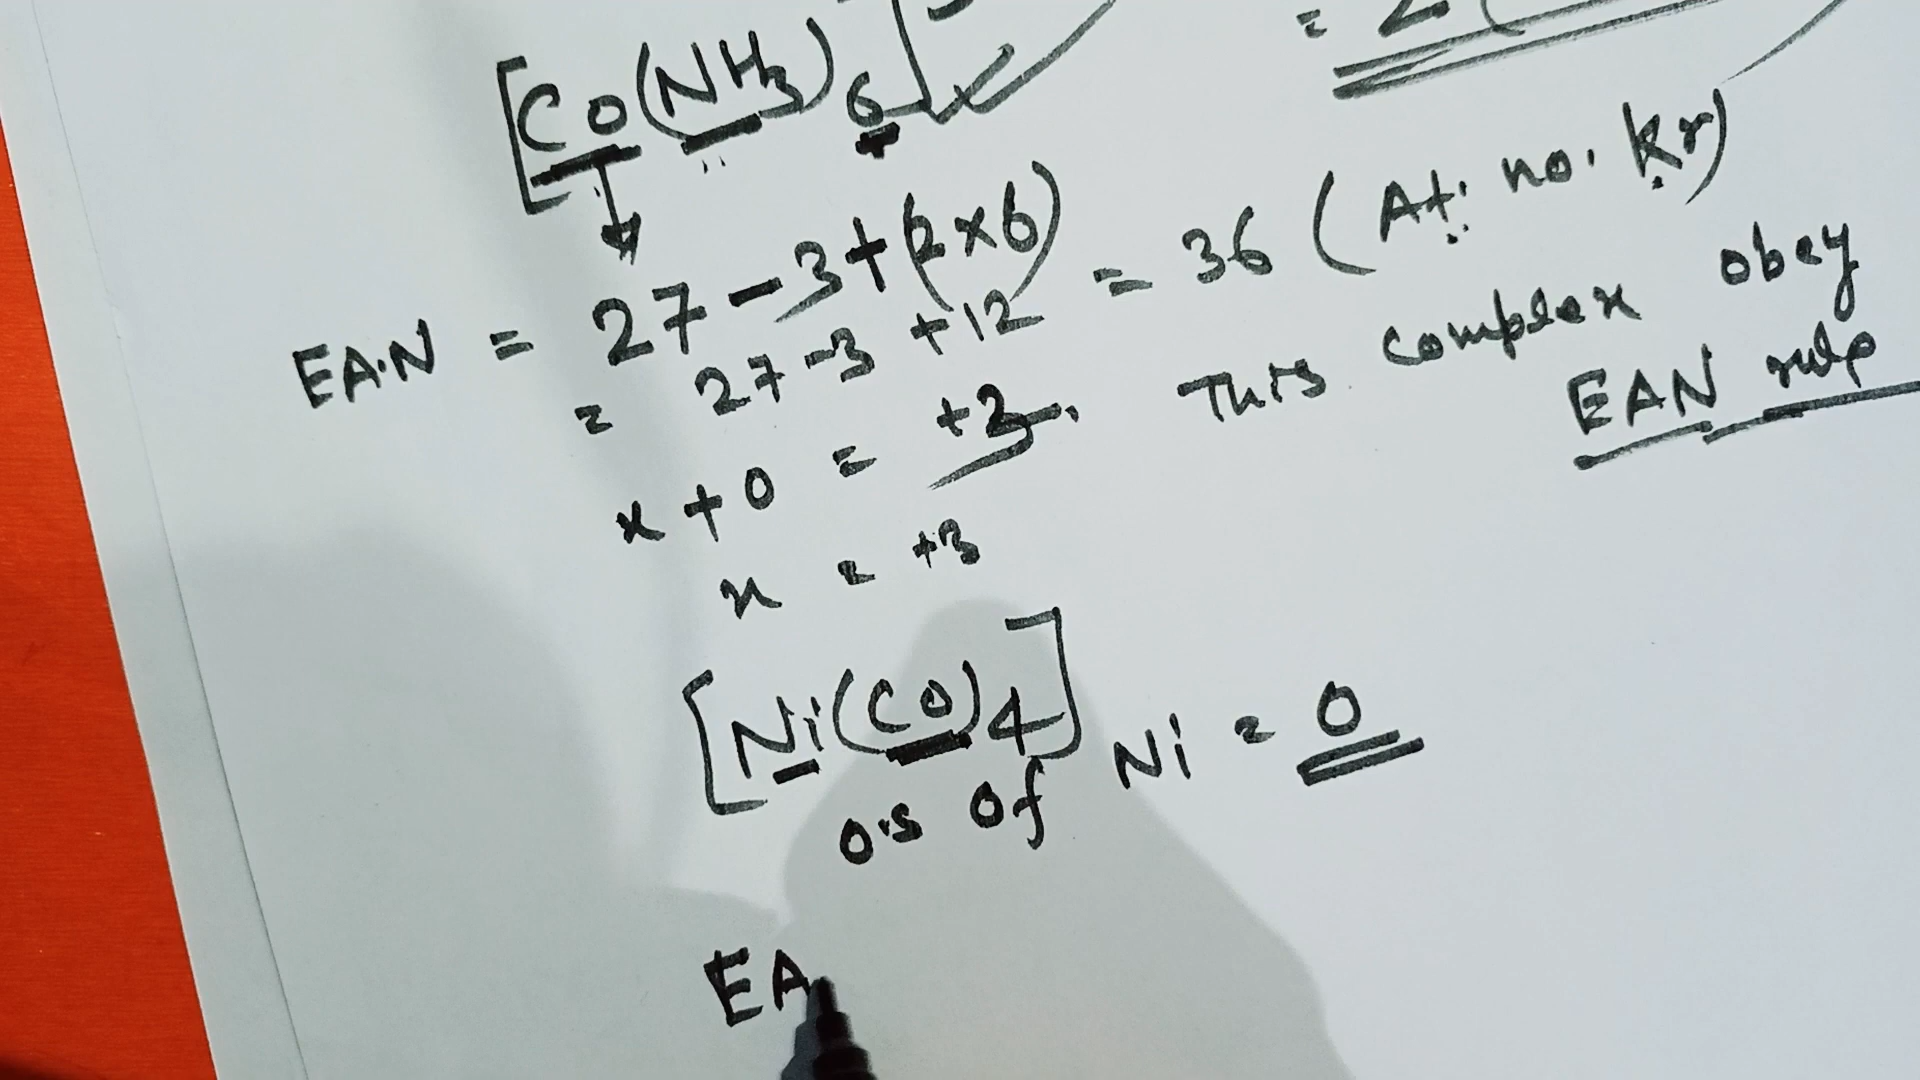 [Co(NH3)6]
= 2
EA.N = 27 - 3 + (2×6) = 36 (At. no. Kr)
= 27 - 3 + 12
This complex obey
EAN rule
x + 0 = +3
x = +3
[Ni(CO)4]
o.s of Ni = 0
EA